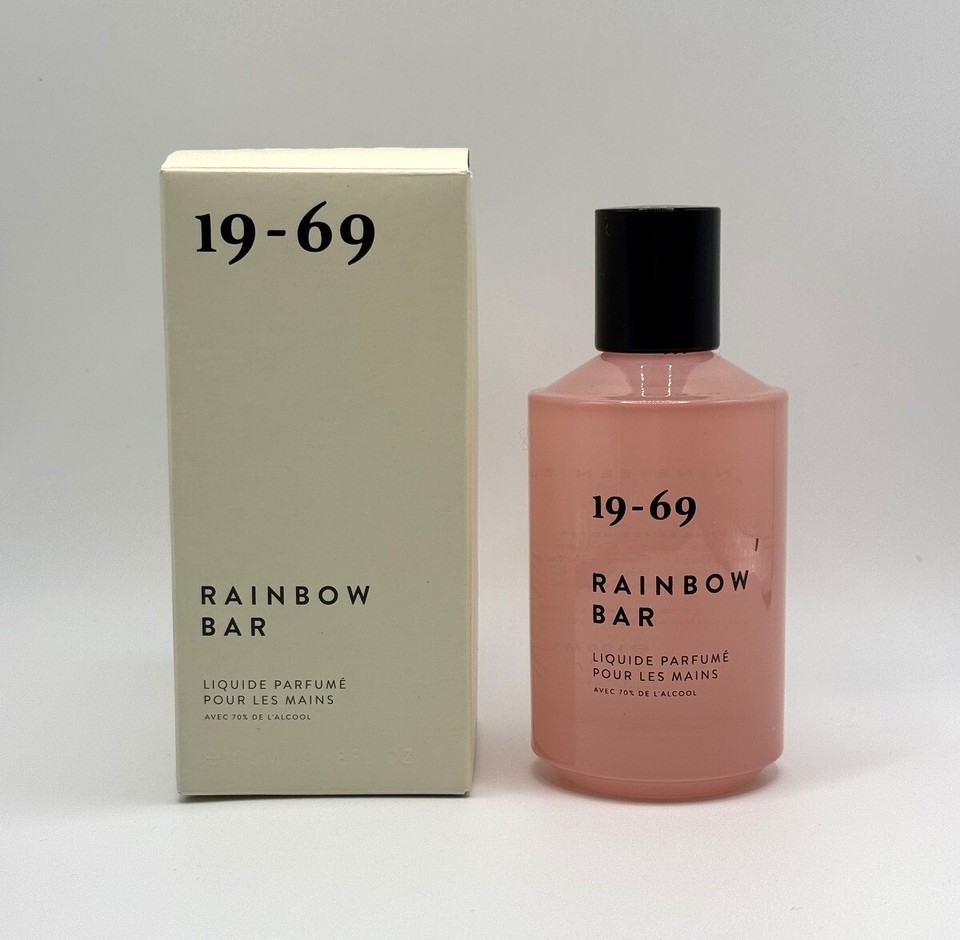 19-69
RAINBOW
BAR
LIQUIDE PARFUMÉ
POUR LES MAINS
AVEC 70% DE L'ALCOOL
19-69
RAINBOW
BAR
LIQUIDE PARFUMÉ
POUR LES MAINS
AVEC 70% DE L'ALCOOL